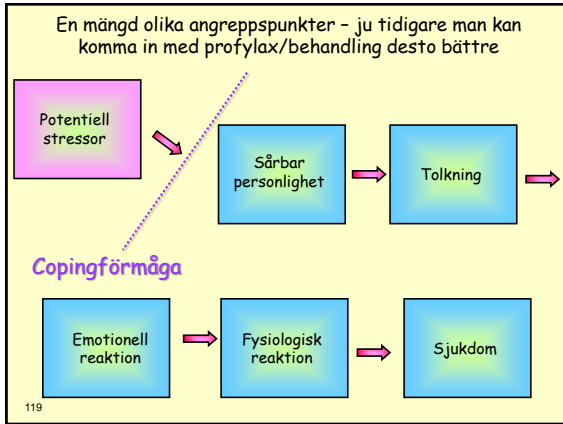 En mängd olika angreppspunkter – ju tidigare man kan
komma in med profylax/behandling desto bättre
Potentiell
stressor
Sårbar
personlighet
Tolkning
Copingförmåga
Emotionell
reaktion
Fysiologisk
reaktion
Sjukdom
119